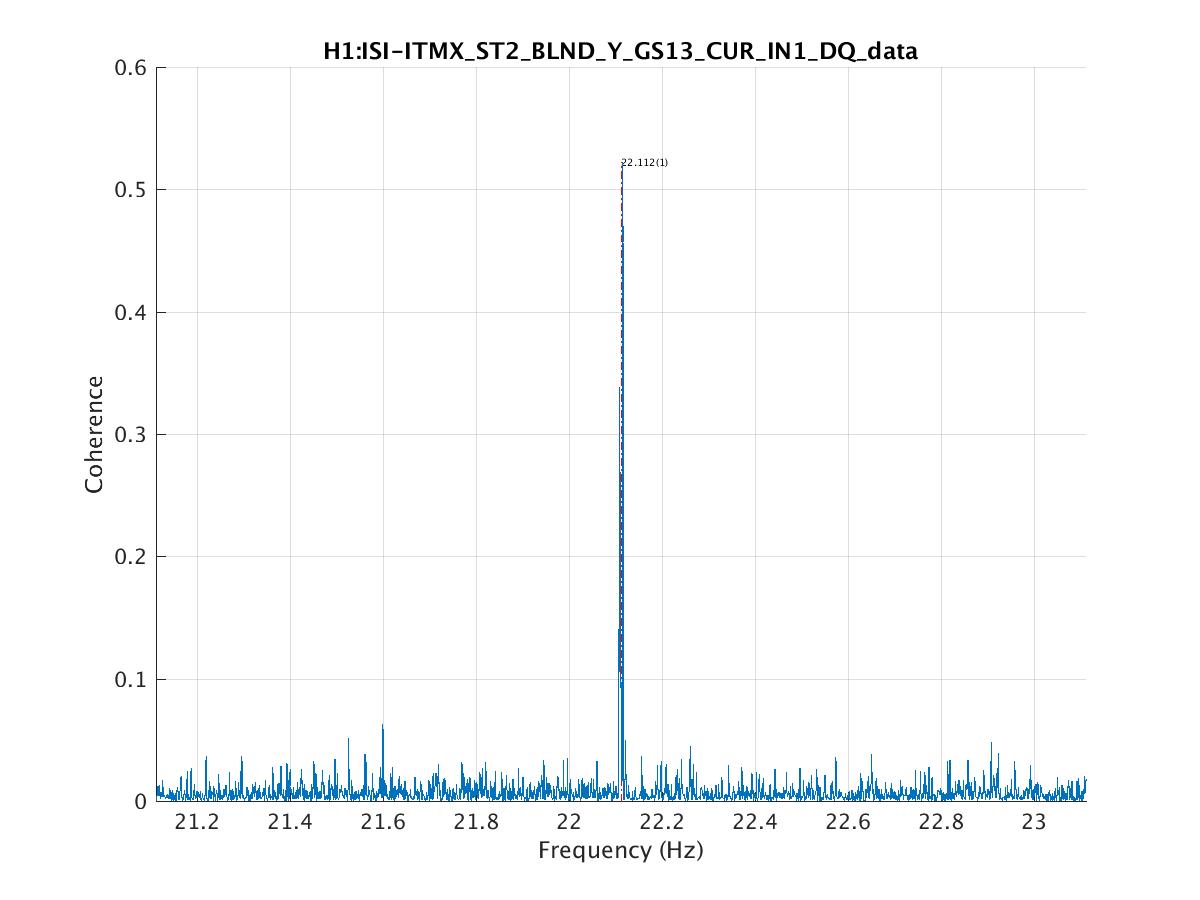 H1:ISI-ITMX_ST2_BLND_Y_GS13_CUR_IN1_DQ_data
0.6
22.112(1)
0.5
0.4
Coherence
0.3
0.2
0.1
0
21.2 21.4 21.6 21.8 22 22.2 22.4 22.6 22.8 23
Frequency (Hz)